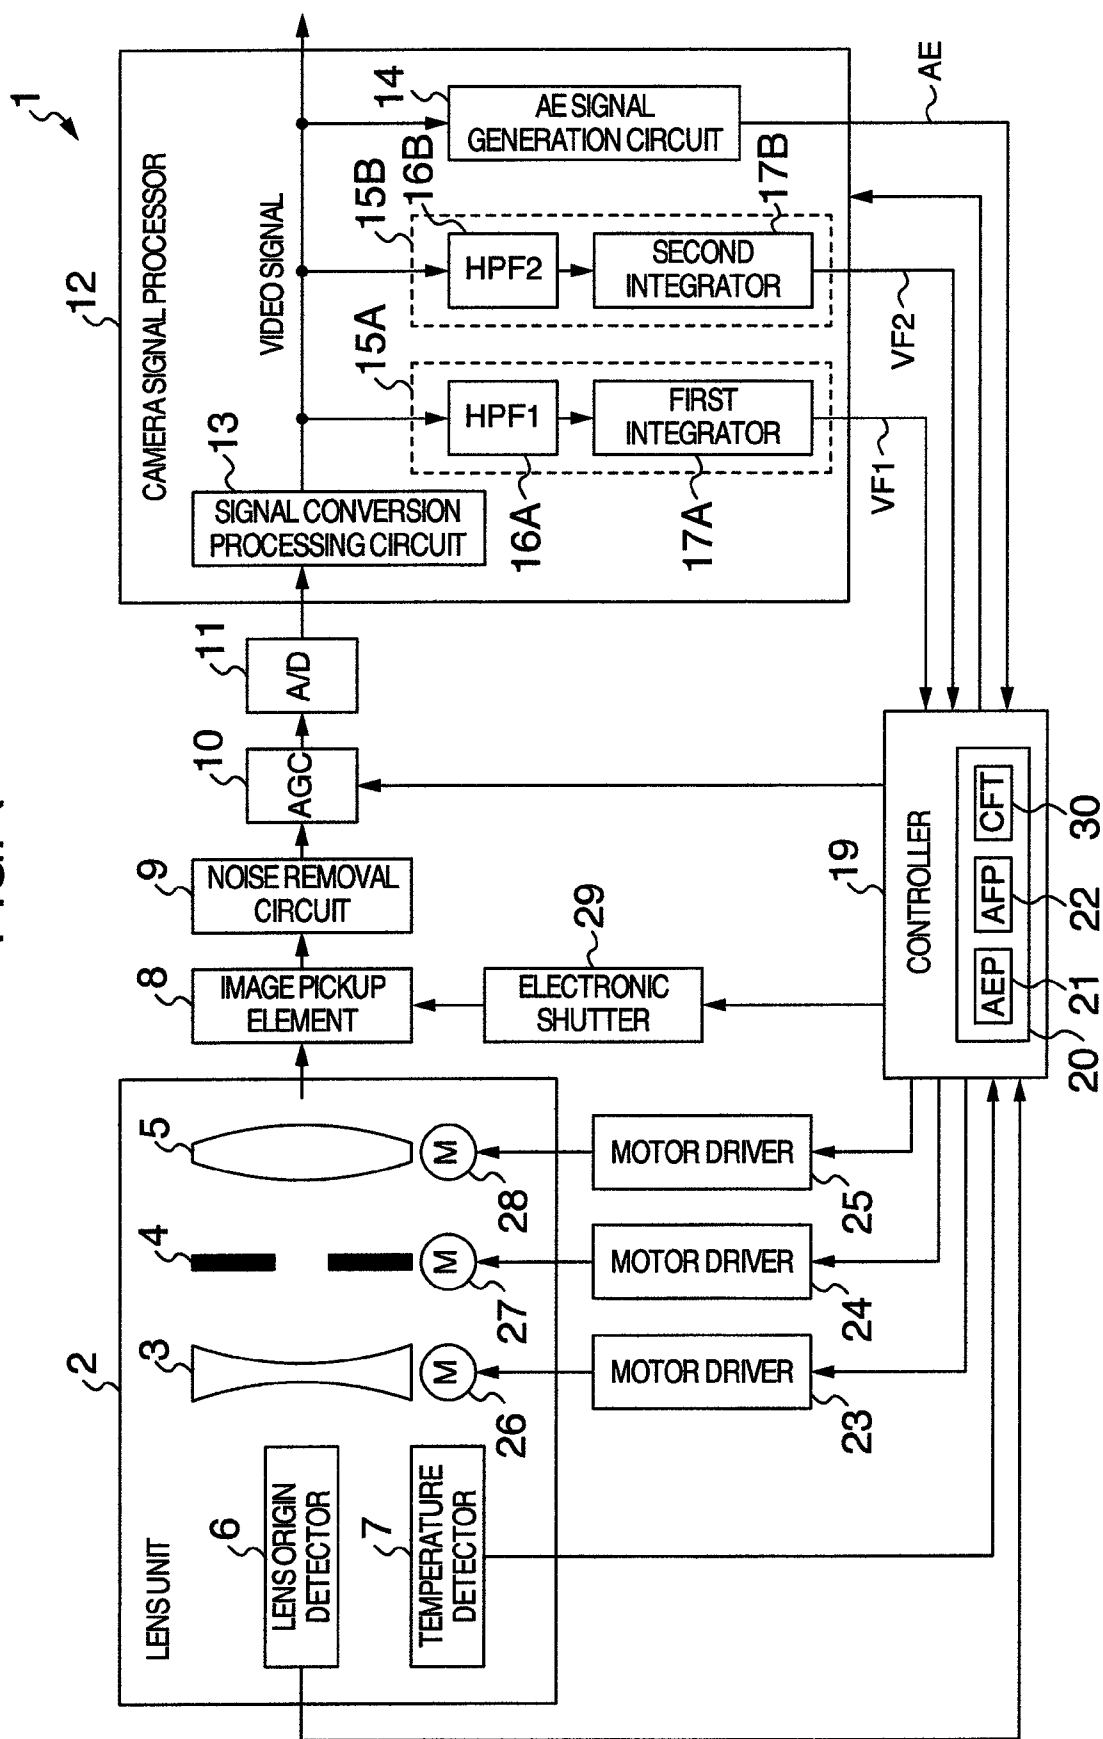 1
12
CAMERA SIGNAL PROCESSOR
VIDEO SIGNAL
13
SIGNAL CONVERSION
PROCESSING CIRCUIT
14
AE SIGNAL
GENERATION CIRCUIT
AE
15B
16B
HPF2
17B
SECOND
INTEGRATOR
VF2
15A
HPF1
16A
FIRST
INTEGRATOR
17A
VF1
11
A/D
10
AGC
9
NOISE REMOVAL
CIRCUIT
8
IMAGE PICKUP
ELEMENT
29
ELECTRONIC
SHUTTER
19
CONTROLLER
AEP
AFP
CFT
20
21
22
30
2
LENS UNIT
3
4
5
M
26
M
27
M
28
6
LENS ORIGIN
DETECTOR
7
TEMPERATURE
DETECTOR
MOTOR DRIVER
23
MOTOR DRIVER
24
MOTOR DRIVER
25